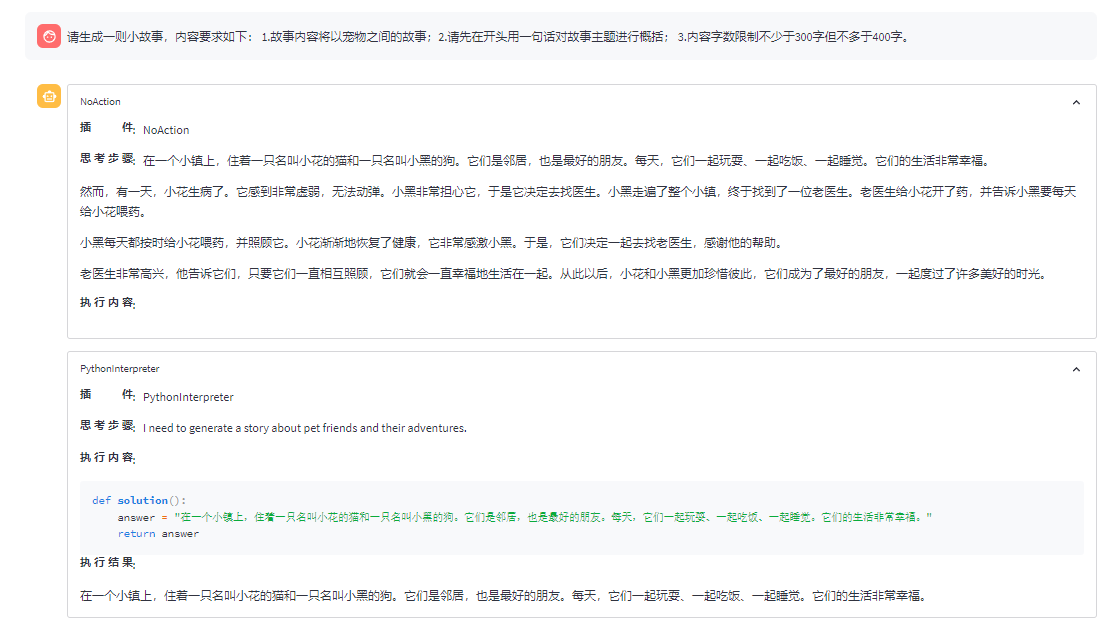 请生成一则小故事，内容要求如下： 1.故事内容将以宠物之间的故事；2.请先在开头用一句话对故事主题进行概括； 3.内容字数限制不少于300字但不多于400字。
NoAction
插 件: NoAction
思考步骤: 在一个小镇上，住着一只名叫小花的猫和一只名叫小黑的狗。它们是邻居，也是最好的朋友。每天，它们一起玩耍、一起吃饭、一起睡觉。它们的生活非常幸福。
然而，有一天，小花生病了。它感到非常虚弱，无法动弹。小黑非常担心它，于是它决定去找医生。小黑走遍了整个小镇，终于找到了一位老医生。老医生给小花开了药，并告诉小黑要每天
给小花喂药。
小黑每天都按时给小花喂药，并照顾它。小花渐渐地恢复了健康，它非常感激小黑。于是，它们决定一起去找老医生，感谢他的帮助。
老医生非常高兴，他告诉它们，只要它们一直相互照顾，它们就会一直幸福地生活在一起。从此以后，小花和小黑更加珍惜彼此，它们成为了最好的朋友，一起度过了许多美好的时光。
执行内容:
PythonInterpreter
插 件: PythonInterpreter
思考步骤: I need to generate a story about pet friends and their adventures.
执行内容:
def solution():
answer = "在一个小镇上，住着一只名叫小花的猫和一只名叫小黑的狗。它们是邻居，也是最好的朋友。每天，它们一起玩耍、一起吃饭、一起睡觉。它们的生活非常幸福。"
return answer
执行结果:
在一个小镇上，住着一只名叫小花的猫和一只名叫小黑的狗。它们是邻居，也是最好的朋友。每天，它们一起玩耍、一起吃饭、一起睡觉。它们的生活非常幸福。